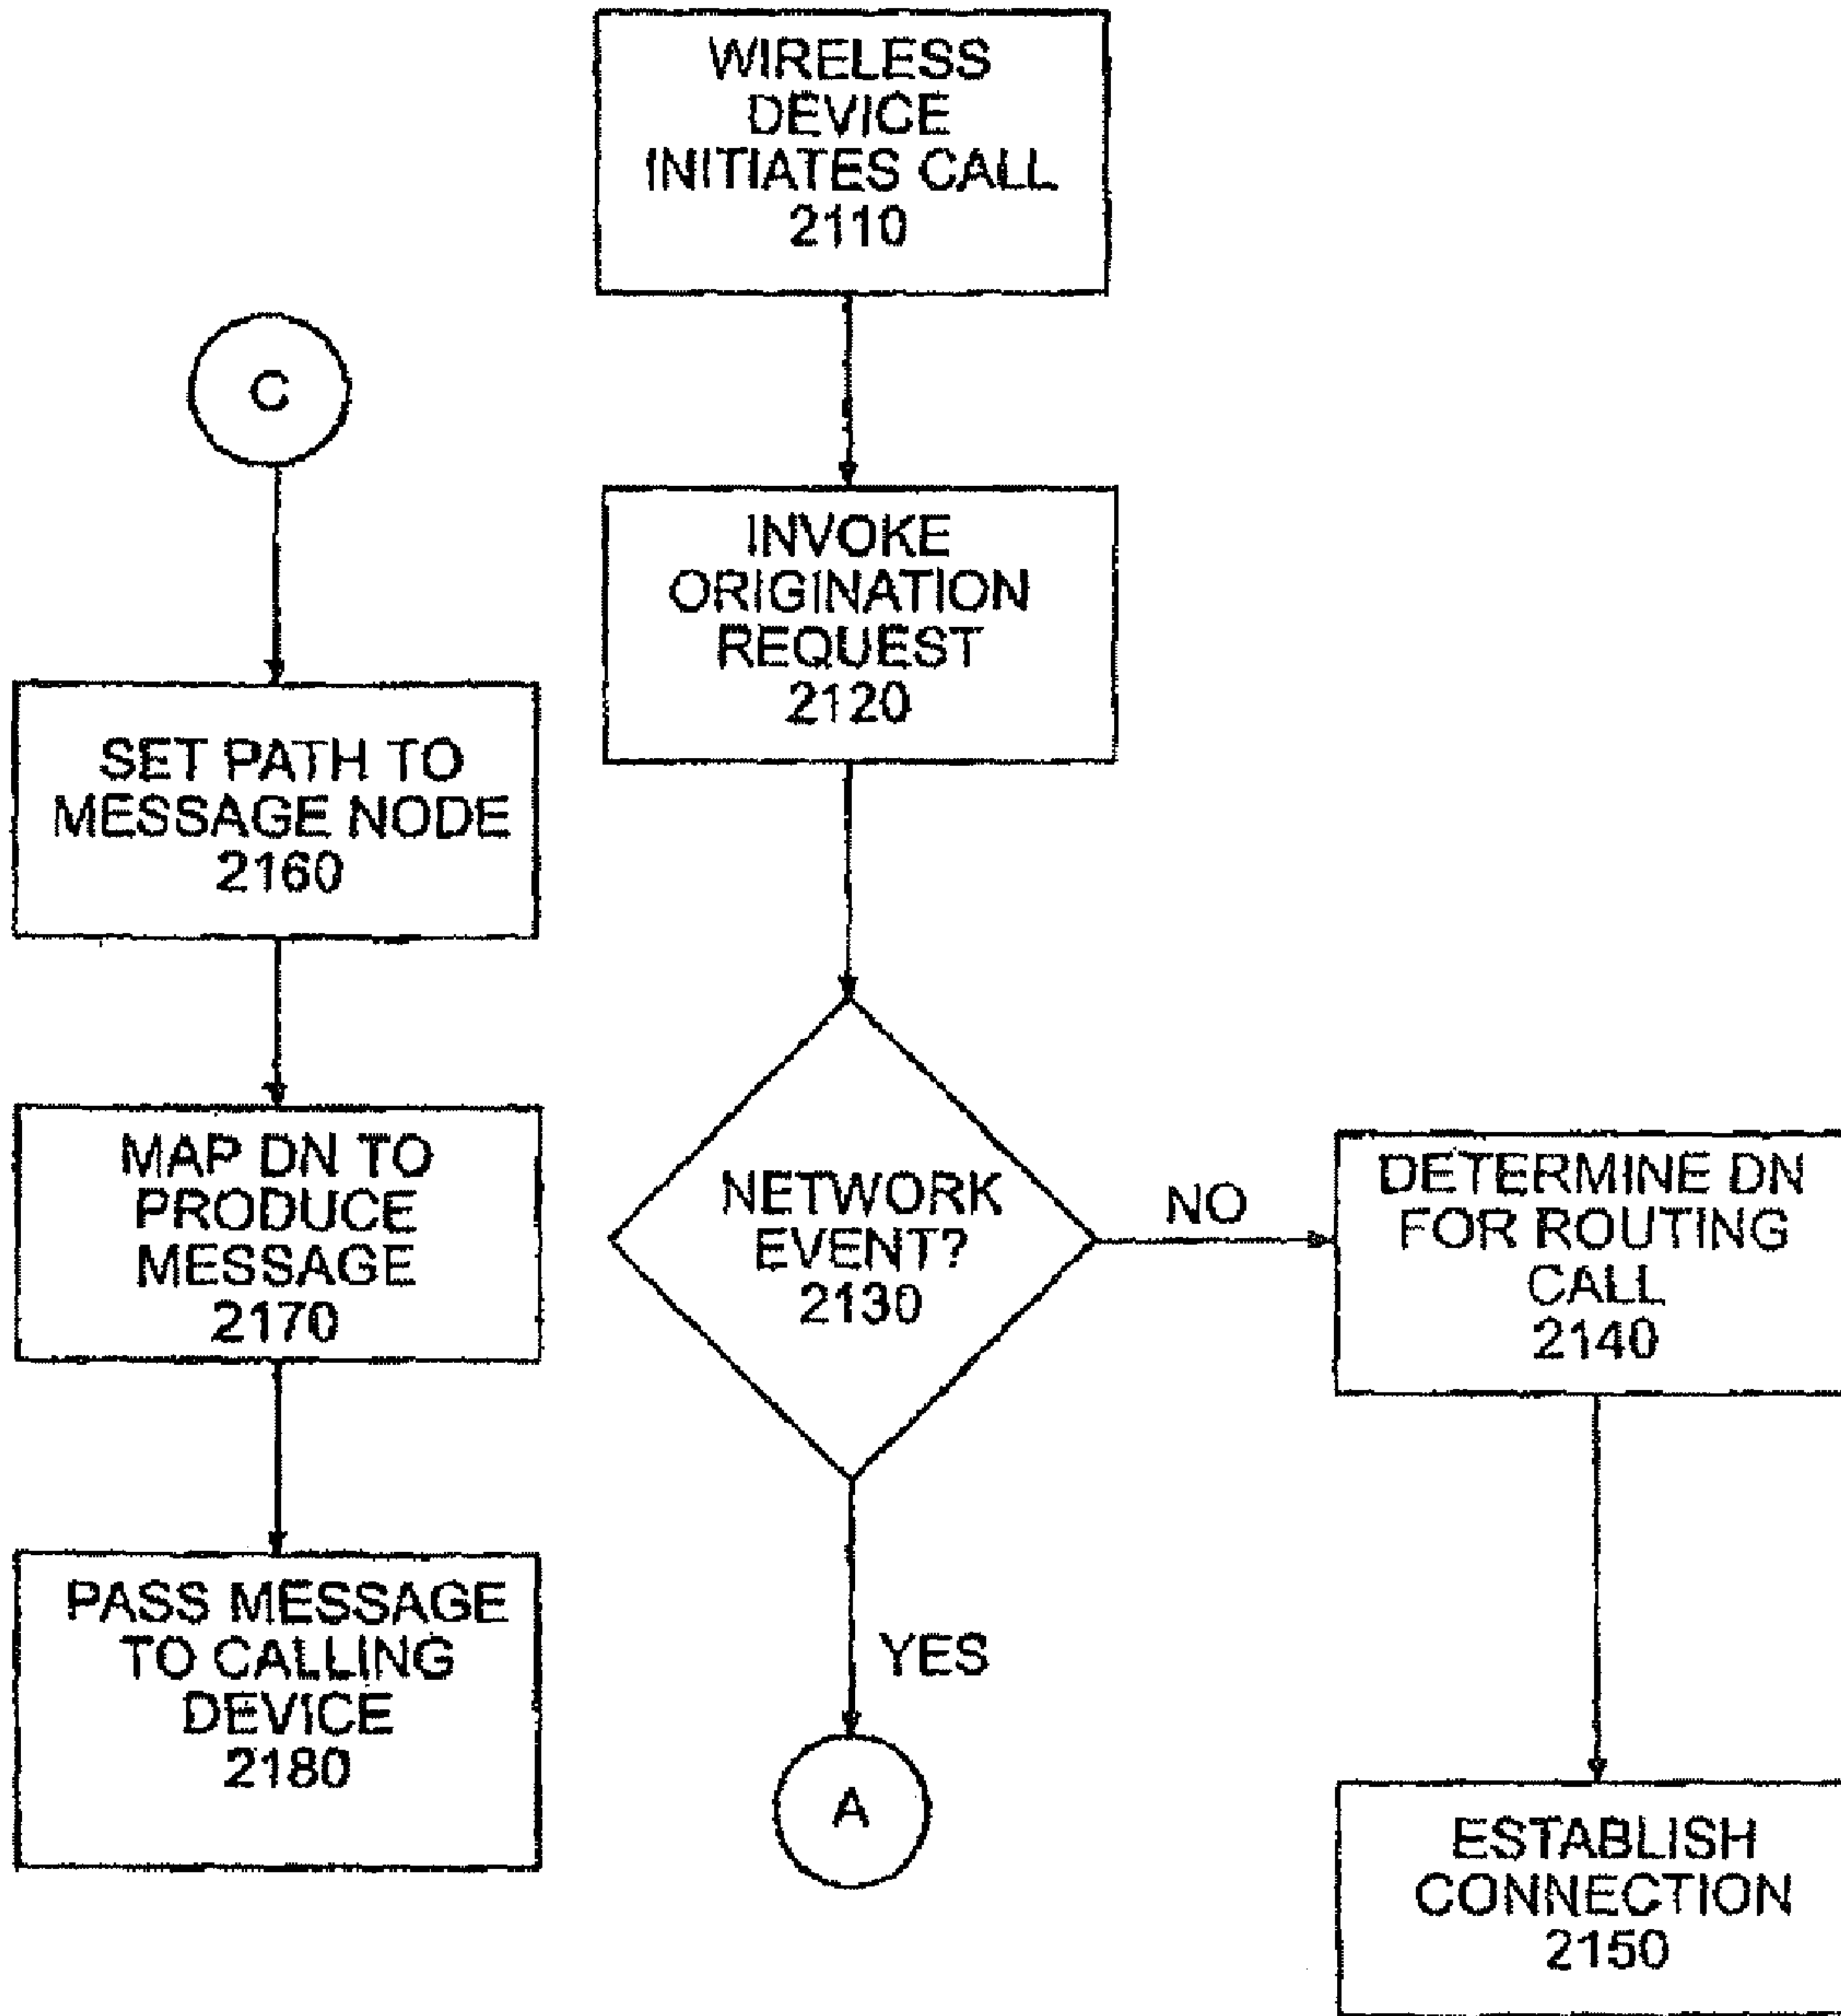 WIRELESS
DEVICE
INITIATES CALL
2110
C
INVOKE
ORIGINATION
REQUEST
2120
SET PATH TO
MESSAGE NODE
2160
MAP DN TO
PRODUCE
MESSAGE
2170
NETWORK
EVENT?
2130
NO
DETERMINE DN
FOR ROUTING
CALL
2140
PASS MESSAGE
TO CALLING
DEVICE
2180
YES
A
ESTABLISH
CONNECTION
2150